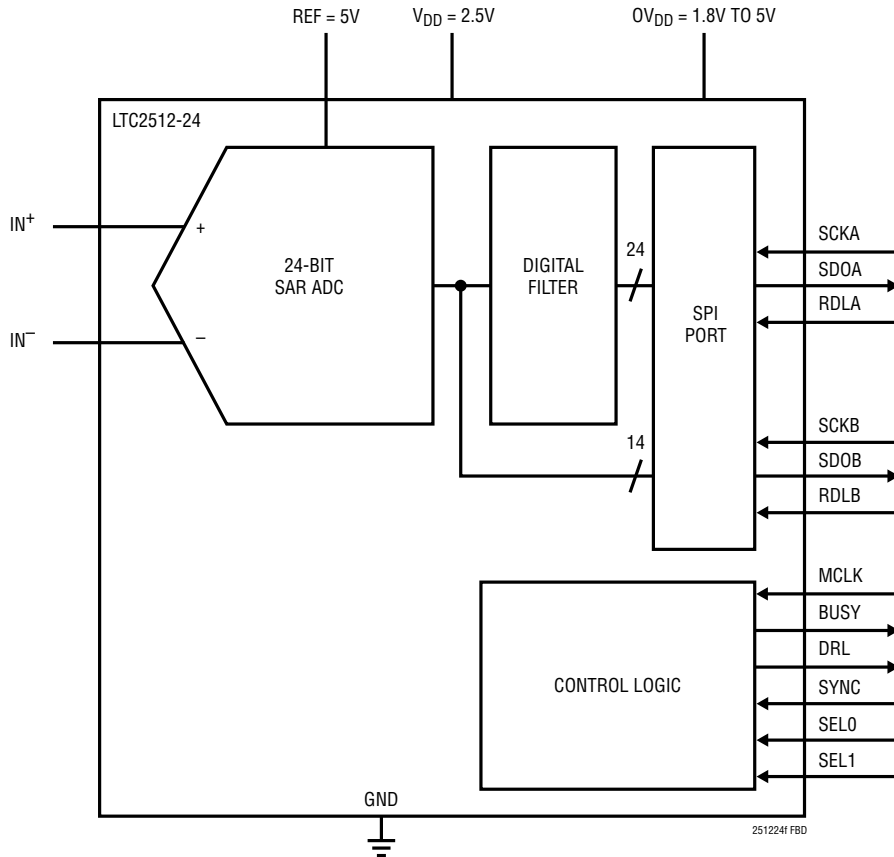 REF = 5V
VDD = 2.5V
OVDD = 1.8V TO 5V
LTC2512-24
IN+
+
24-BIT
SAR ADC
IN–
–
DIGITAL
FILTER
24
14
SPI
PORT
SCKA
SDOA
RDLA
SCKB
SDOB
RDLB
CONTROL LOGIC
MCLK
BUSY
DRL
SYNC
SEL0
SEL1
GND
251224f FBD